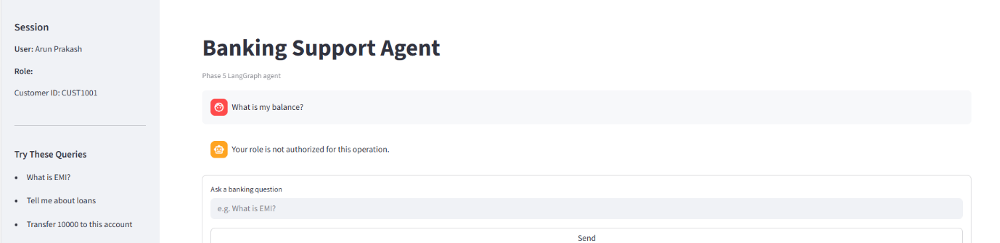 Session
User: Arun Prakash
Role:
Customer ID: CUST1001
Try These Queries
What is EMI?
Tell me about loans
Transfer 10000 to this account
Banking Support Agent
Phase 5 LangGraph agent
What is my balance?
Your role is not authorized for this operation.
Ask a banking question
e.g. What is EMI?
Send